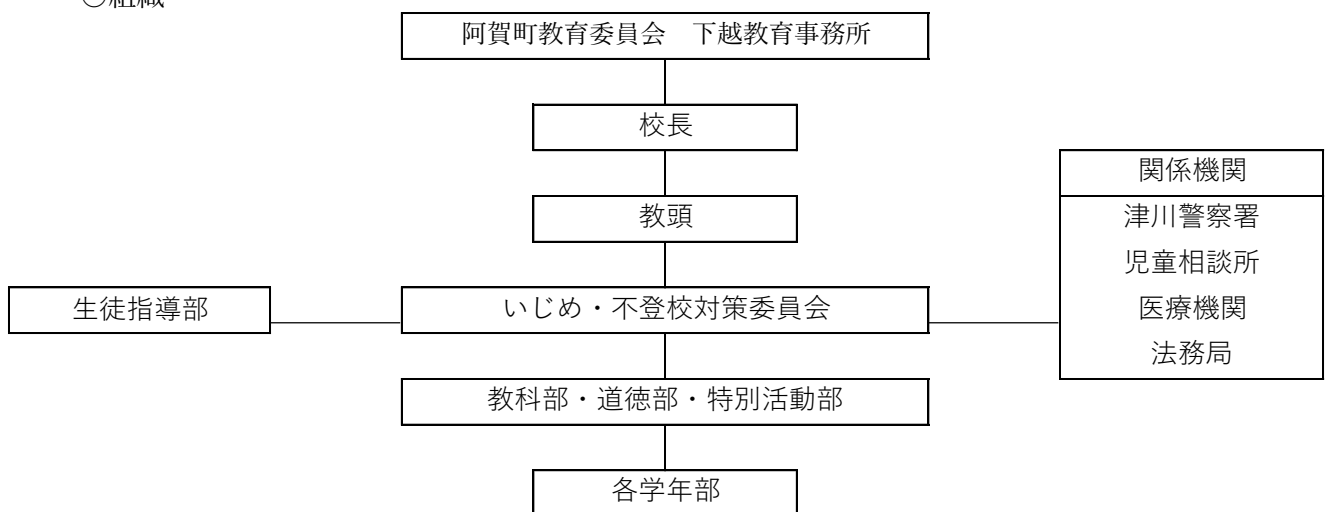 ○組織
阿賀町教育委員会 下越教育事務所
校長
教頭
関係機関
津川警察署
児童相談所
医療機関
法務局
生徒指導部
いじめ・不登校対策委員会
教科部・道徳部・特別活動部
各学年部